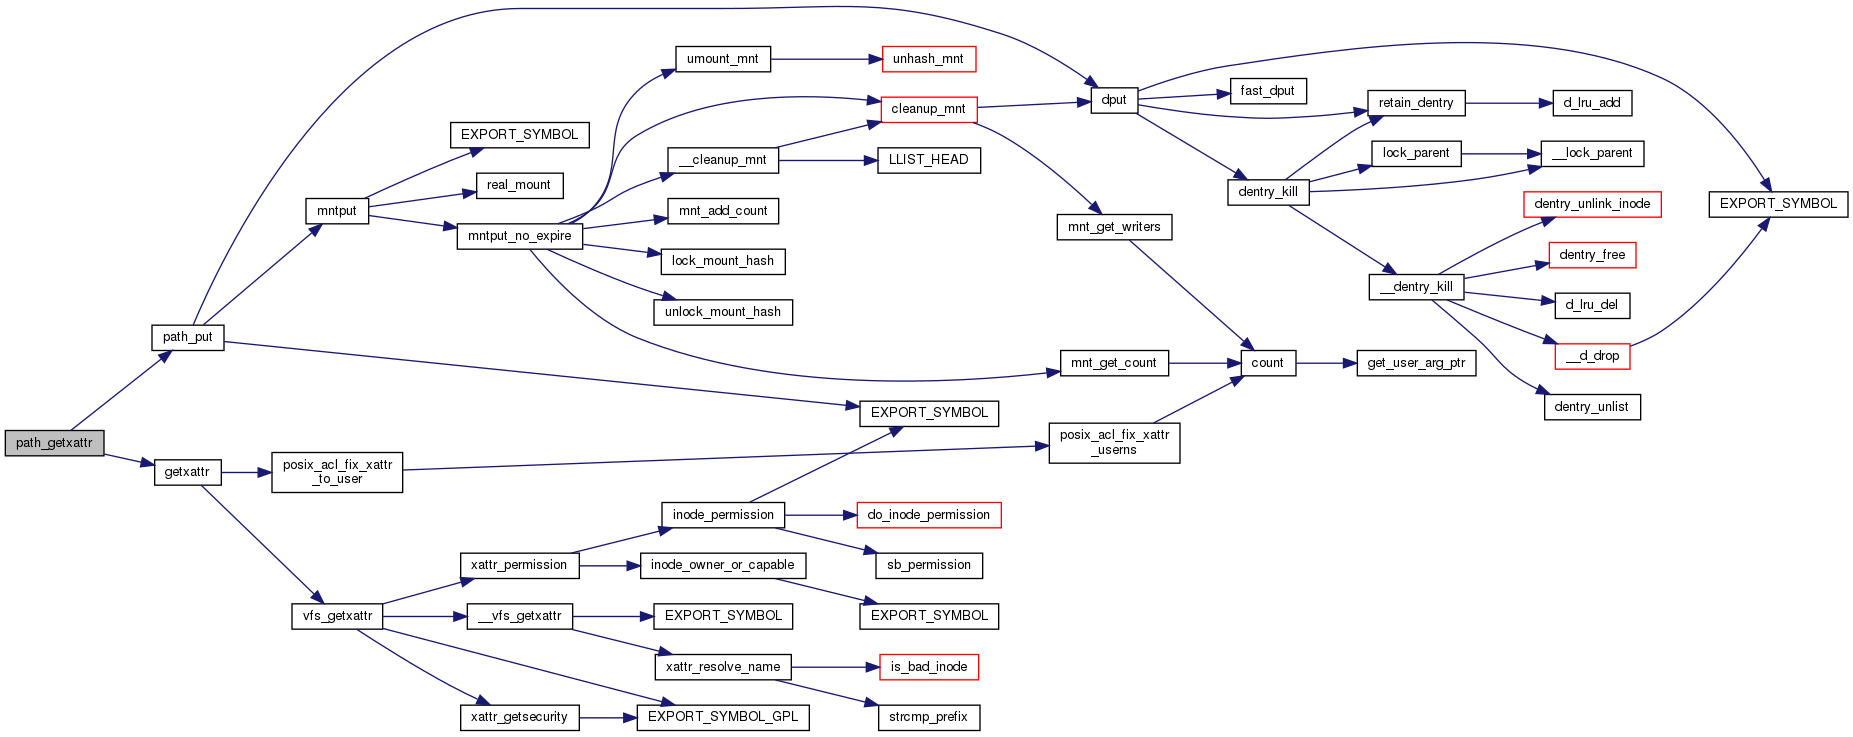 umount_mnt
unhash_mnt
fast_dput
dput
retain_dentry
d_lru_add
cleanup_mnt
EXPORT_SYMBOL
__cleanup_mnt
LLIST_HEAD
lock_parent
__lock_parent
real_mount
dentry_kill
mntput
mnt_add_count
dentry_unlink_inode
EXPORT_SYMBOL
mntput_no_expire
mnt_get_writers
lock_mount_hash
dentry_free
__dentry_kill
unlock_mount_hash
d_lru_del
path_put
__d_drop
mnt_get_count
count
get_user_arg_ptr
dentry_unlist
EXPORT_SYMBOL
path_getxattr
posix_acl_fix_xattr
_userns
getxattr
posix_acl_fix_xattr
_to_user
inode_permission
do_inode_permission
xattr_permission
inode_owner_or_capable
sb_permission
vfs_getxattr
__vfs_getxattr
EXPORT_SYMBOL
EXPORT_SYMBOL
xattr_resolve_name
is_bad_inode
xattr_getsecurity
EXPORT_SYMBOL_GPL
strcmp_prefix